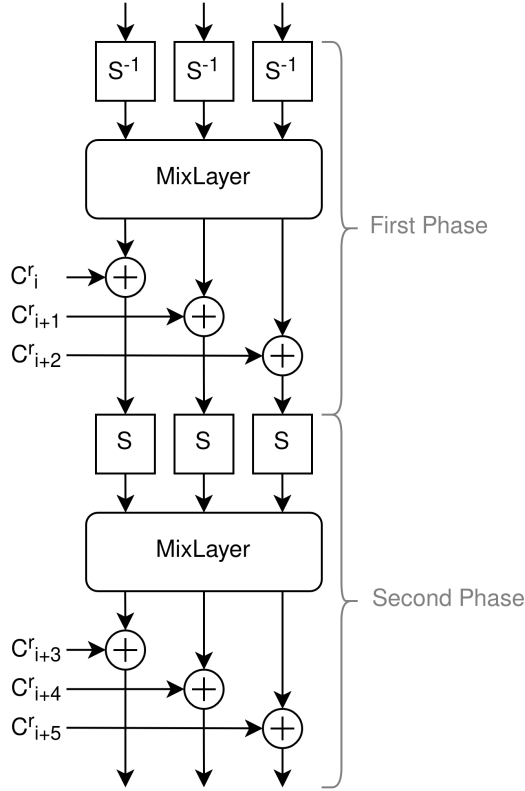 S⁻¹ S⁻¹ S⁻¹
MixLayer
First Phase
Cʳᵢ
Cʳᵢ₊₁
Cʳᵢ₊₂
S S S
MixLayer
Second Phase
Cʳᵢ₊₃
Cʳᵢ₊₄
Cʳᵢ₊₅